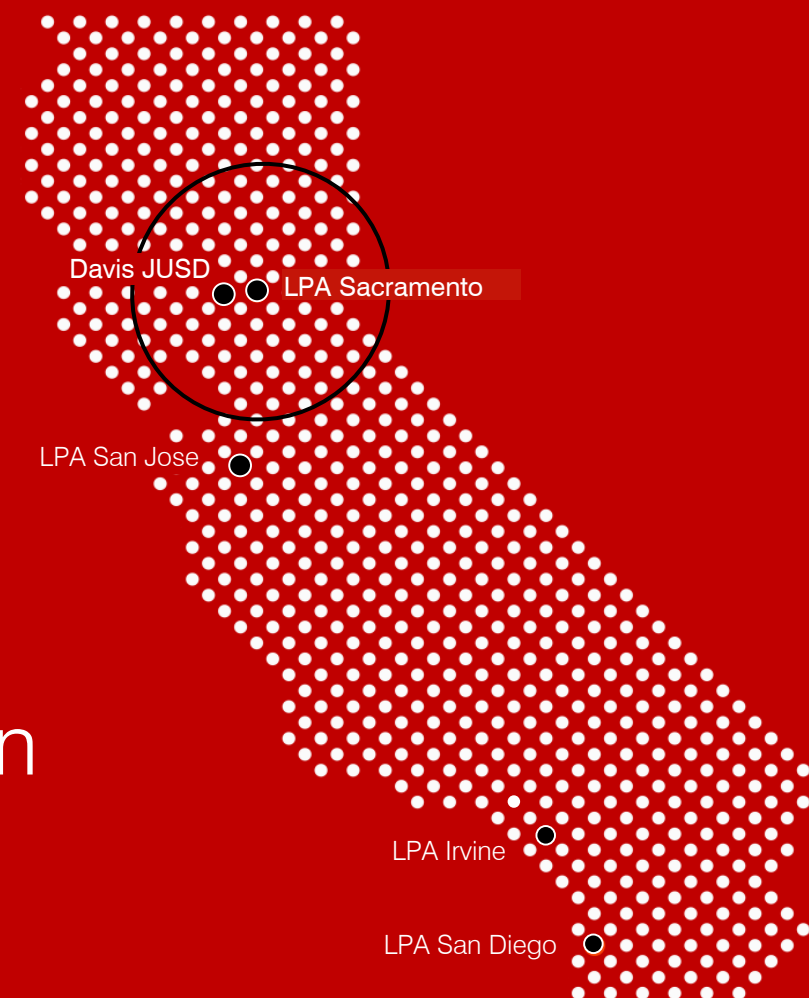 Davis JUSD
LPA Sacramento
LPA San Jose
n
LPA Irvine
LPA San Diego